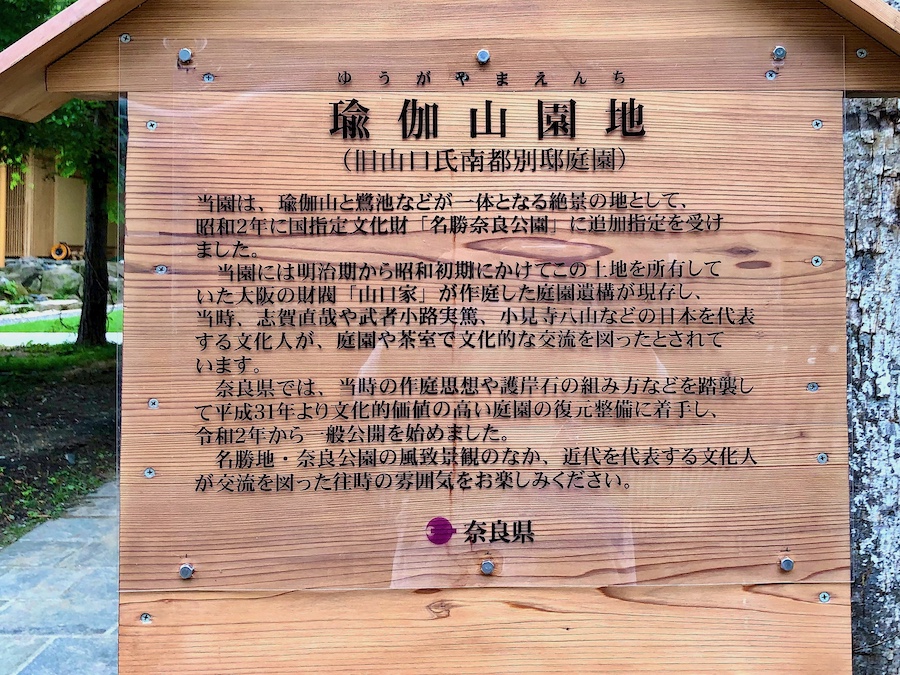 ゆうがやまえんち
瑜伽山園地
（旧山口氏南都別邸庭園）
当園は、瑜伽山と鷺池などが一体となる絶景の地として、
昭和2年に国指定文化財「名勝奈良公園」に追加指定を受け
ました。
　当園には明治期から昭和初期にかけてこの土地を所有して
いた大阪の財閥「山口家」が作庭した庭園遺構が現存し、
当時、志賀直哉や武者小路実篤、小見寺八山などの日本を代表
する文化人が、庭園や茶室で文化的な交流を図ったとされて
います。
　奈良県では、当時の作庭思想や護岸石の組み方などを踏襲し
て平成31年より文化的価値の高い庭園の復元整備に着手し、
令和2年から一般公開を始めました。
　名勝地・奈良公園の風致景観のなか、近代を代表する文化人
が交流を図った往時の雰囲気をお楽しみください。
奈良県